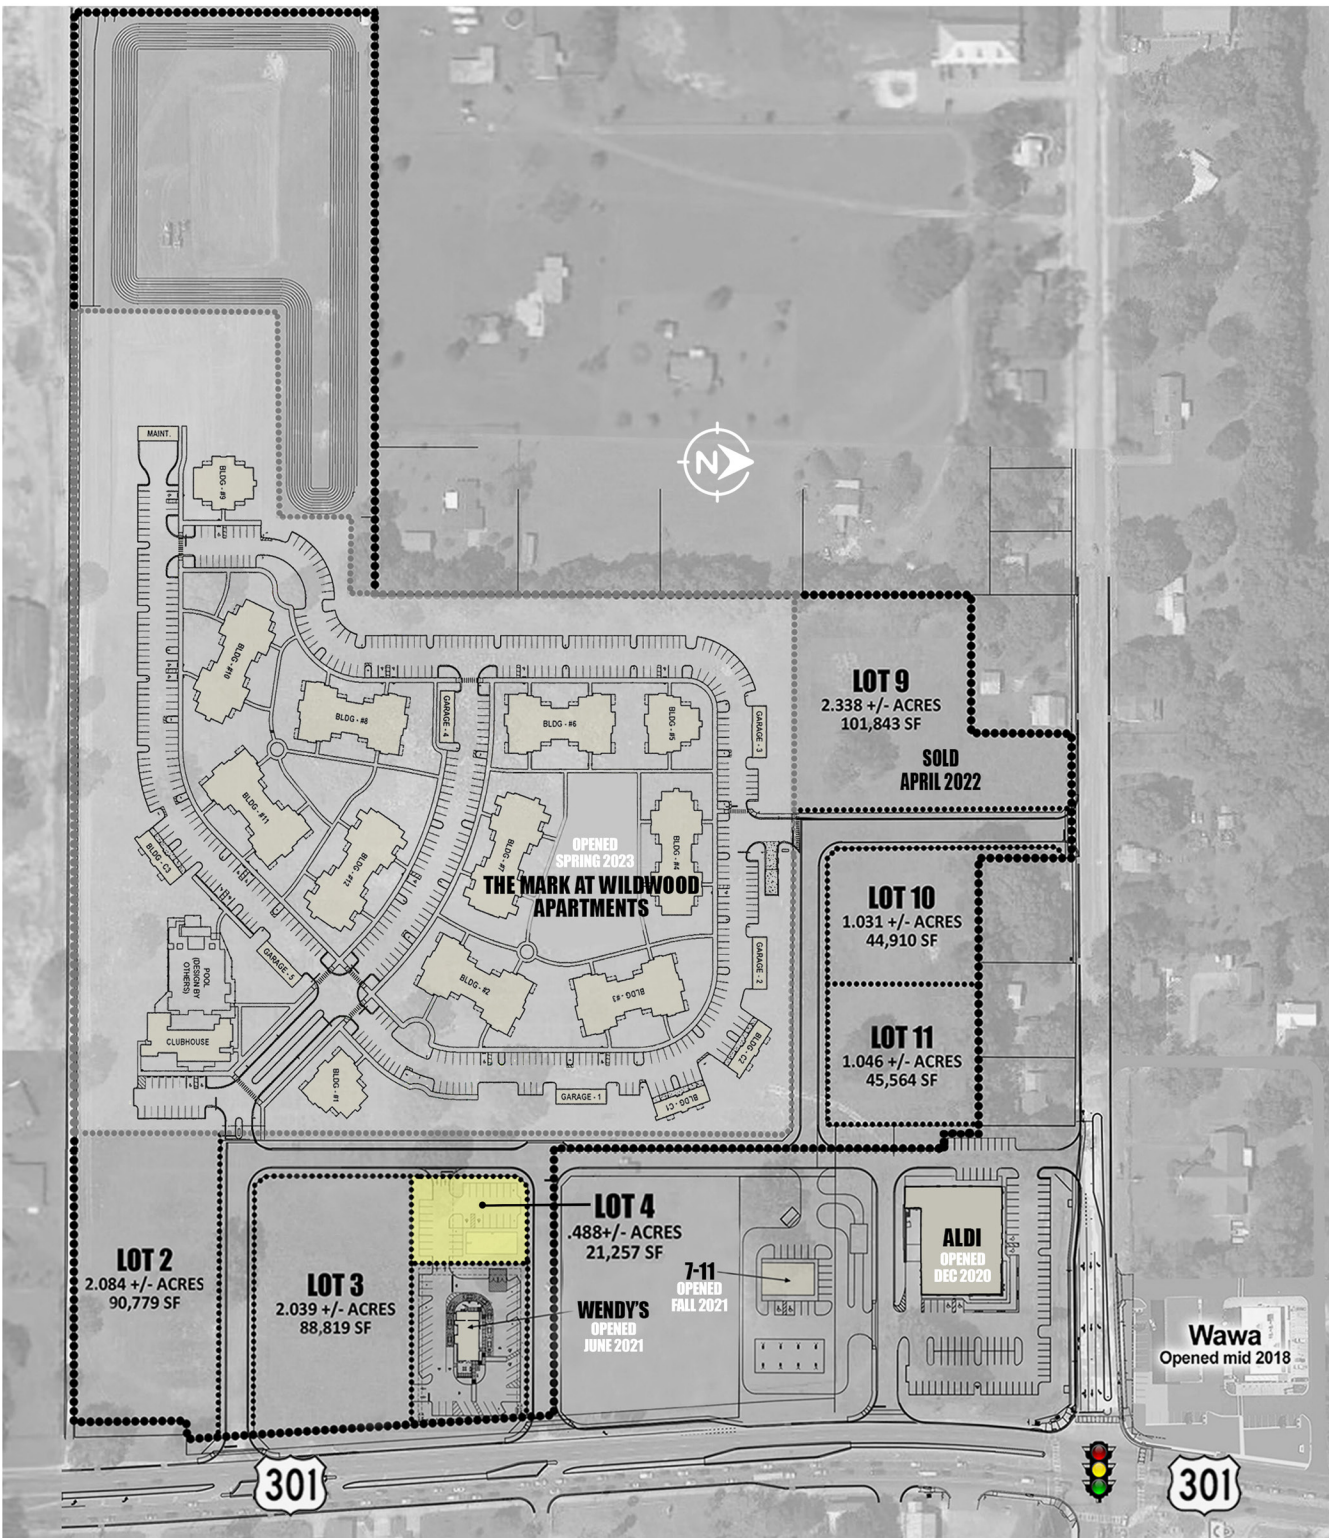 MAINT.
BLDG - #9
N
BLDG - #10
BLDG - #8
GARAGE - 4
BLDG - #6
BLDG - #5
GARAGE - 3
LOT 9
2.338 +/- ACRES
101,843 SF
SOLD
APRIL 2022
BLDG - #11
BLDG - C3
BLDG - #12
BLDG - #7
BLDG - #4
OPENED
SPRING 2023
THE MARK AT WILDWOOD
APARTMENTS
LOT 10
1.031 +/- ACRES
44,910 SF
POOL
(DESIGN BY
OTHERS)
GARAGE - 5
BLDG - #2
BLDG - #3
GARAGE - 2
CLUBHOUSE
BLDG - #1
GARAGE - 1
BLDG - C1
BLDG - C2
LOT 11
1.046 +/- ACRES
45,564 SF
LOT 2
2.084 +/- ACRES
90,779 SF
LOT 3
2.039 +/- ACRES
88,819 SF
LOT 4
.488+/- ACRES
21,257 SF
WENDY'S
OPENED
JUNE 2021
7-11
OPENED
FALL 2021
ALDI
OPENED
DEC 2020
Wawa
Opened mid 2018
301
301